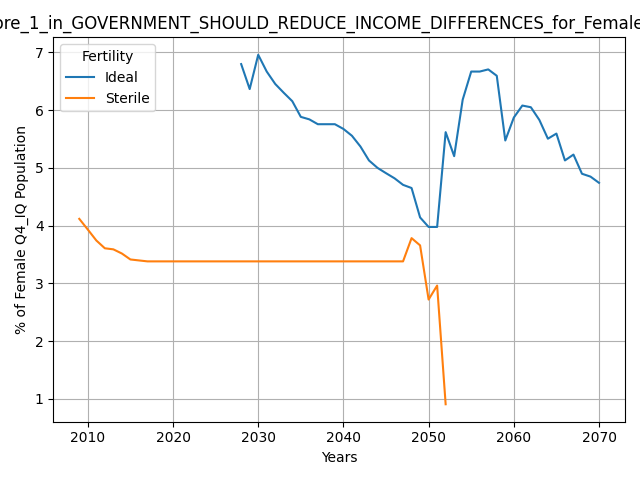 ore_1_in_GOVERNMENT_SHOULD_REDUCE_INCOME_DIFFERENCES_for_Female
Fertility
Ideal
Sterile
% of Female Q4_IQ Population
7
6
5
4
3
2
1
2010 2020 2030 2040 2050 2060 2070
Years